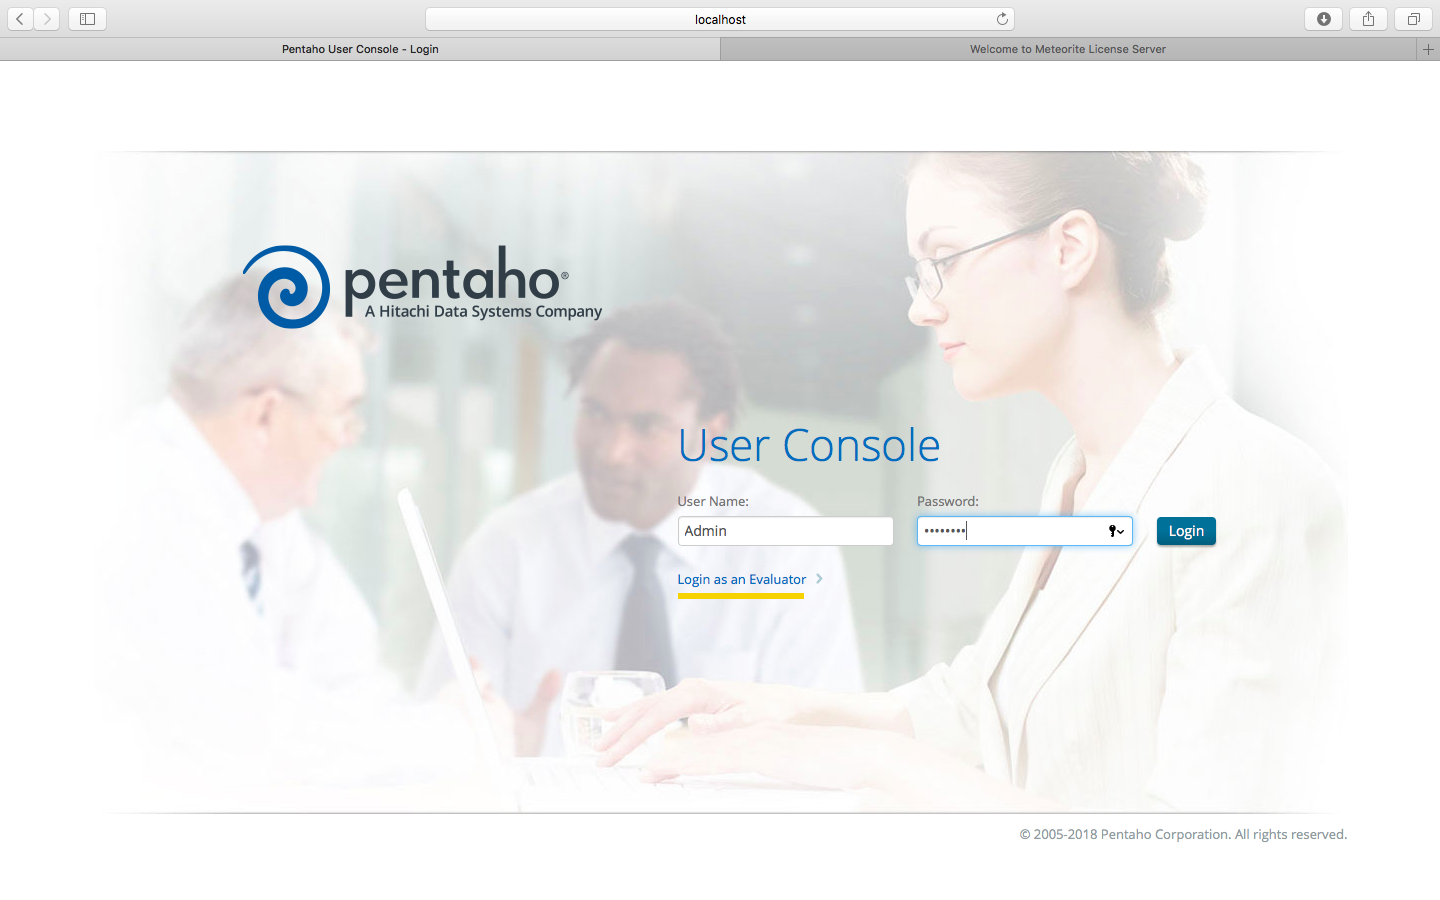 localhost
Pentaho User Console - Login
Welcome to Meteorite License Server
pentaho®
A Hitachi Data Systems Company
User Console
User Name:
Password:
Admin
••••••••
Login
Login as an Evaluator
© 2005-2018 Pentaho Corporation. All rights reserved.